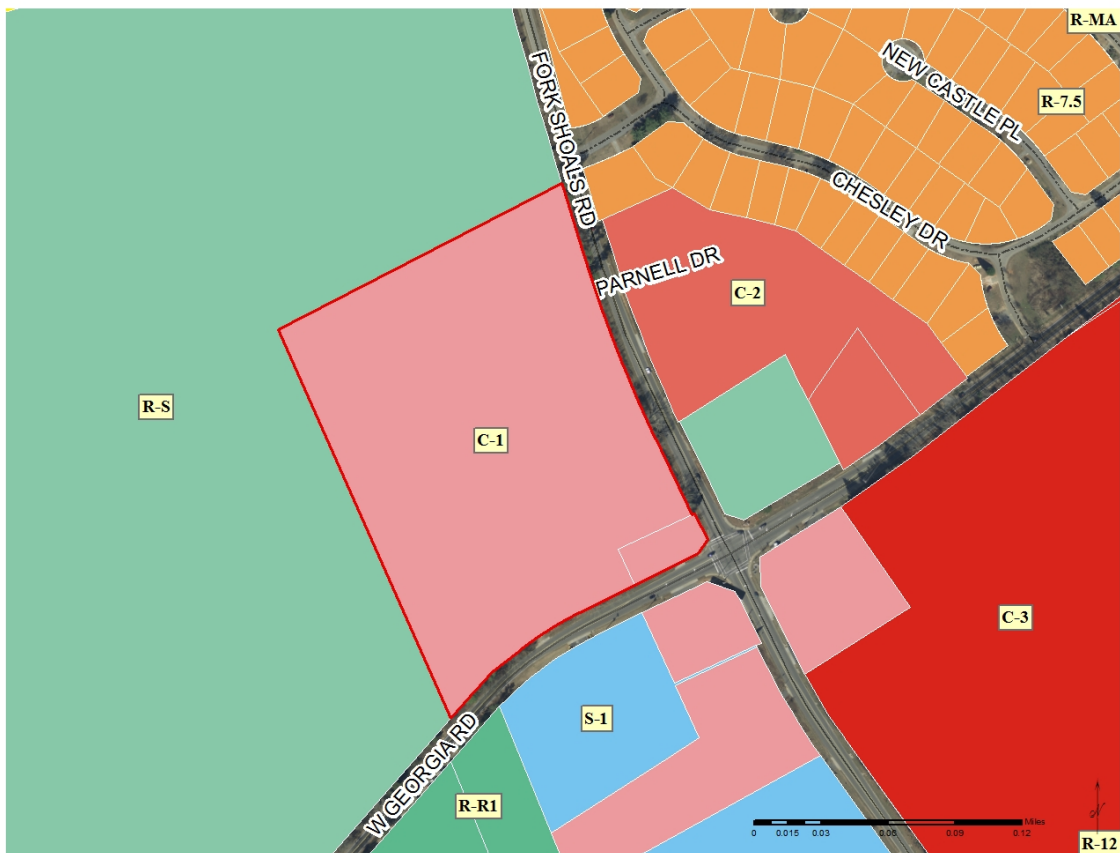 R-MA
NEW CASTLE PL
R-7.5
FORK SHOALS RD
CHESLEY DR
PARNELL DR
C-2
R-S
C-1
C-3
S-1
W GEORGIA RD
R-R1
Miles
0 0.015 0.03 0.06 0.09 0.12
R-12